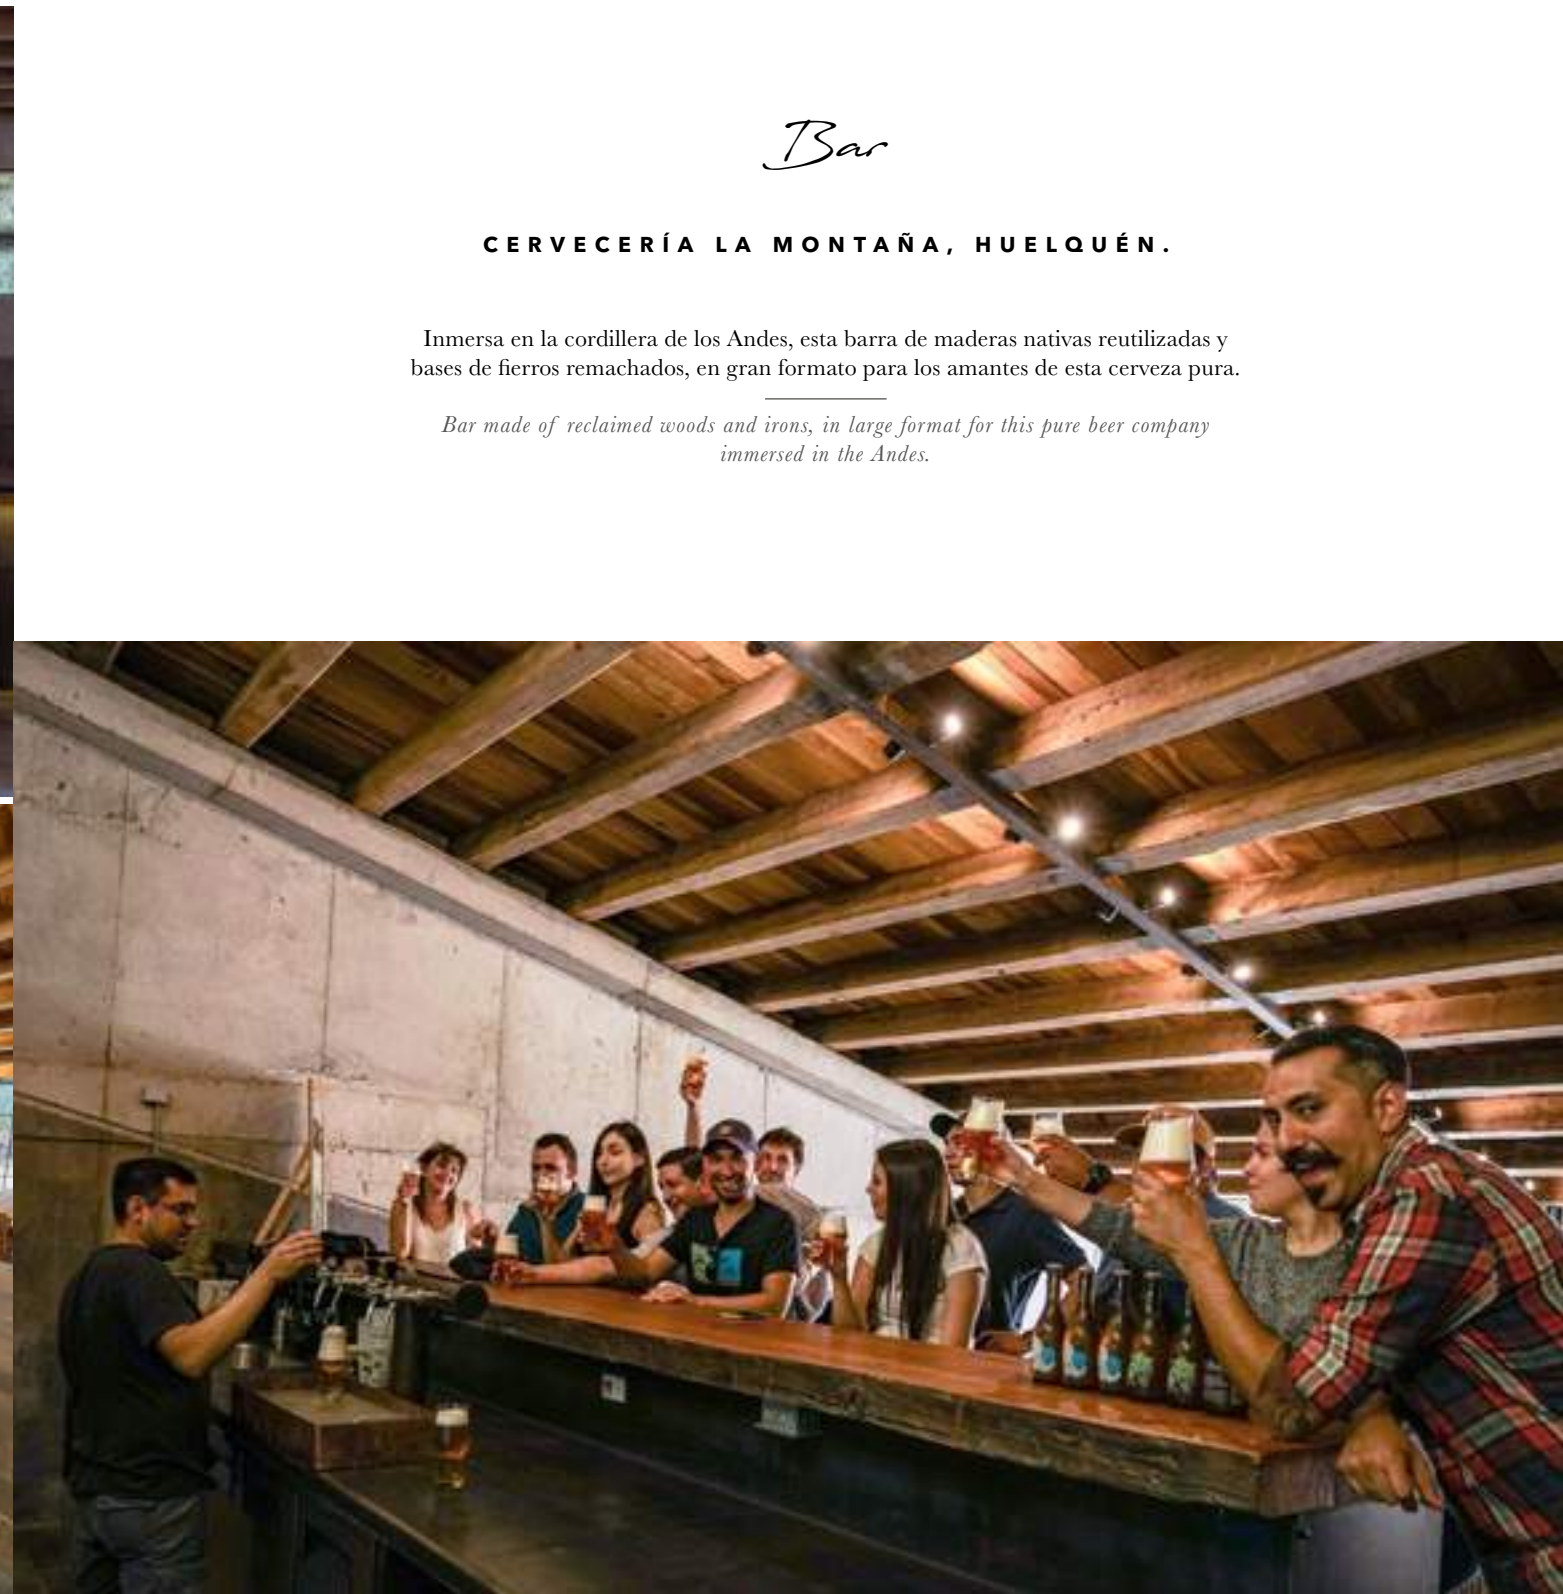 Bar
CERVECERÍA LA MONTAÑA, HUELQUÉN.
Inmersa en la cordillera de los Andes, esta barra de maderas nativas reutilizadas y
bases de fierros remachados, en gran formato para los amantes de esta cerveza pura.
Bar made of reclaimed woods and irons, in large format for this pure beer company
immersed in the Andes.